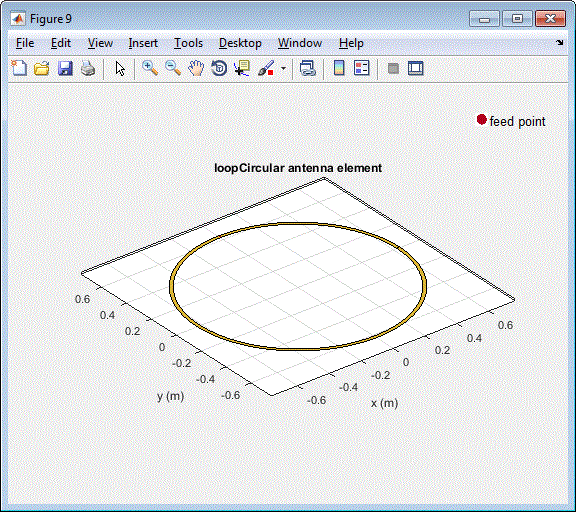 Figure 9
File Edit View Insert Tools Desktop Window Help
feed point
loopCircular antenna element
0.6
0.4
0.2
0
-0.2
-0.4
-0.6
y (m)
-0.6
-0.4
-0.2
0
0.2
0.4
0.6
x (m)